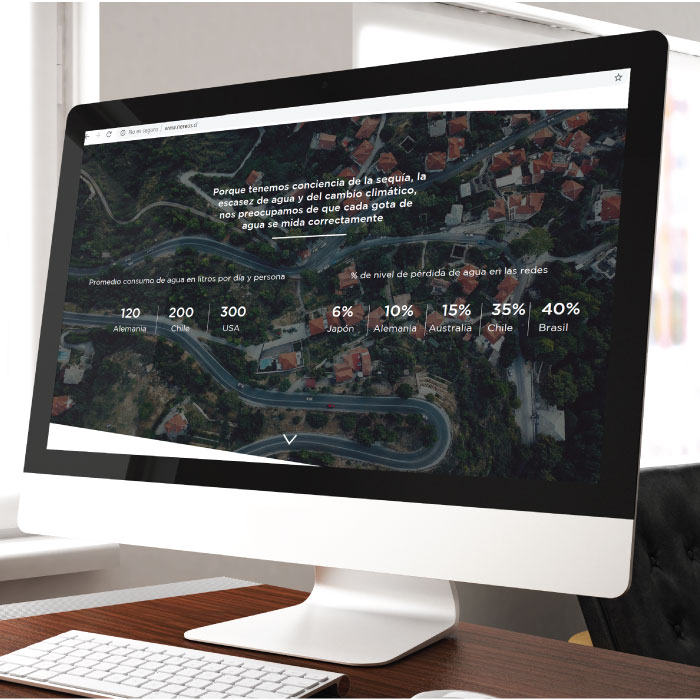 No es seguro | www.nereus.cl
Porque tenemos conciencia de la sequía, la
escasez de agua y del cambio climático,
nos preocupamos de que cada gota de
agua se mida correctamente
Promedio consumo de agua en litros por día y persona
120
Alemania
200
Chile
300
USA
% de nivel de pérdida de agua en las redes
6%
Japón
10%
Alemania
15%
Australia
35%
Chile
40%
Brasil